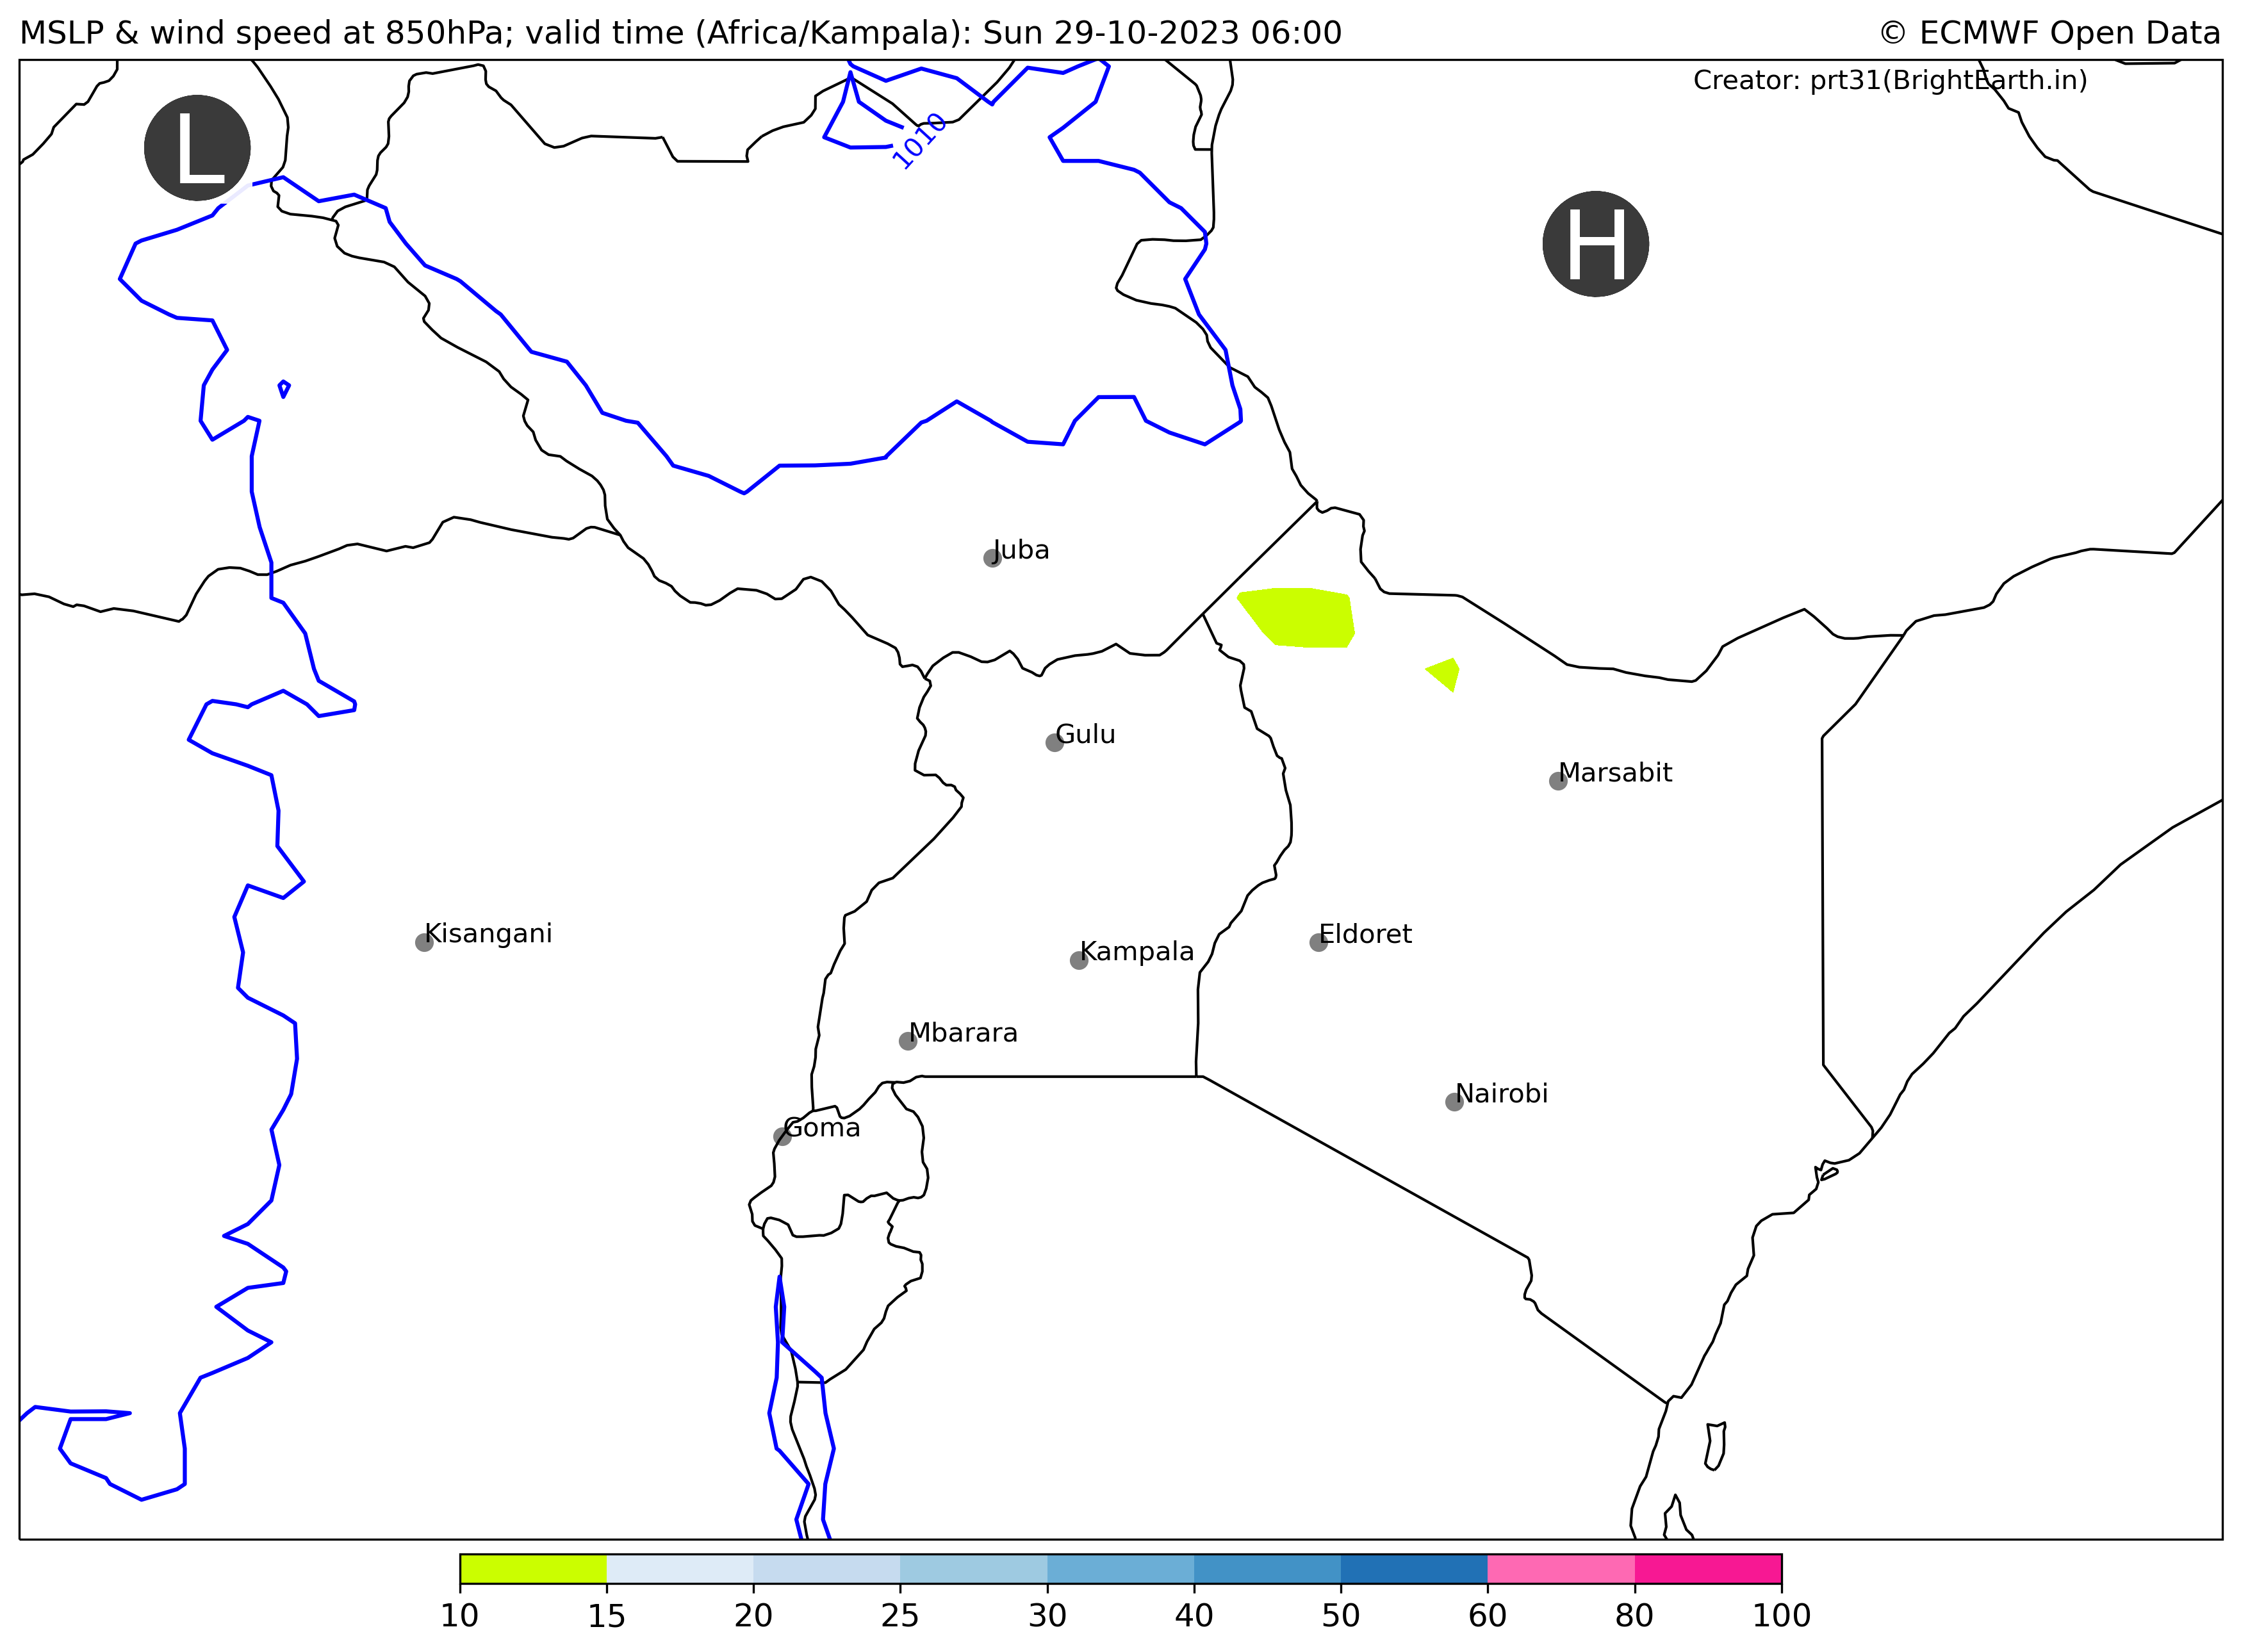 MSLP & wind speed at 850hPa; valid time (Africa/Kampala): Sun 29-10-2023 06:00
© ECMWF Open Data
Creator: prt31(BrightEarth.in)
L
1010
H
Juba
Gulu
Marsabit
Kisangani
Eldoret
Kampala
Mbarara
Nairobi
Goma
10 15 20 25 30 40 50 60 80 100